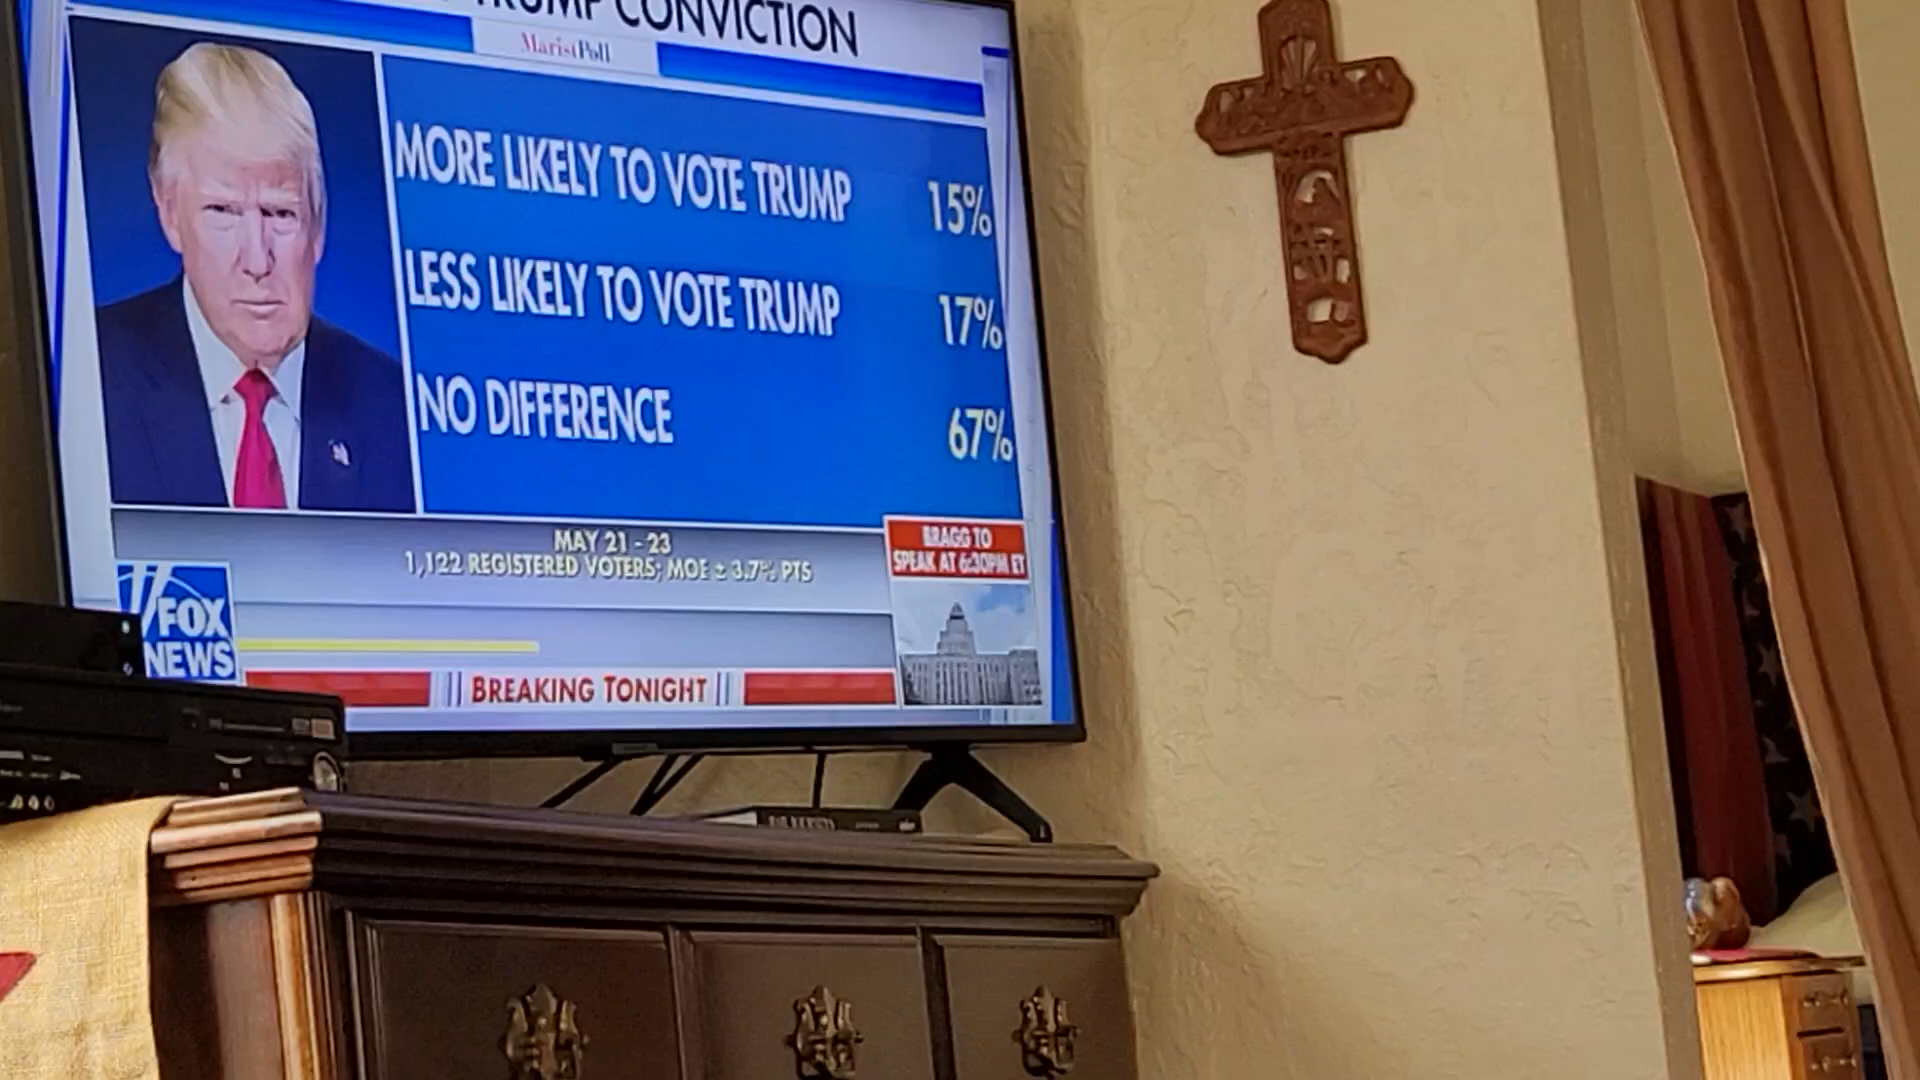 TRUMP CONVICTION
MaristPoll
MORE LIKELY TO VOTE TRUMP 15%
LESS LIKELY TO VOTE TRUMP 17%
NO DIFFERENCE 67%
MAY 21 - 23
1,122 REGISTERED VOTERS; MOE ± 3.7% PTS
BRAGG TO
SPEAK AT 6:30PM ET
FOX
NEWS
BREAKING TONIGHT